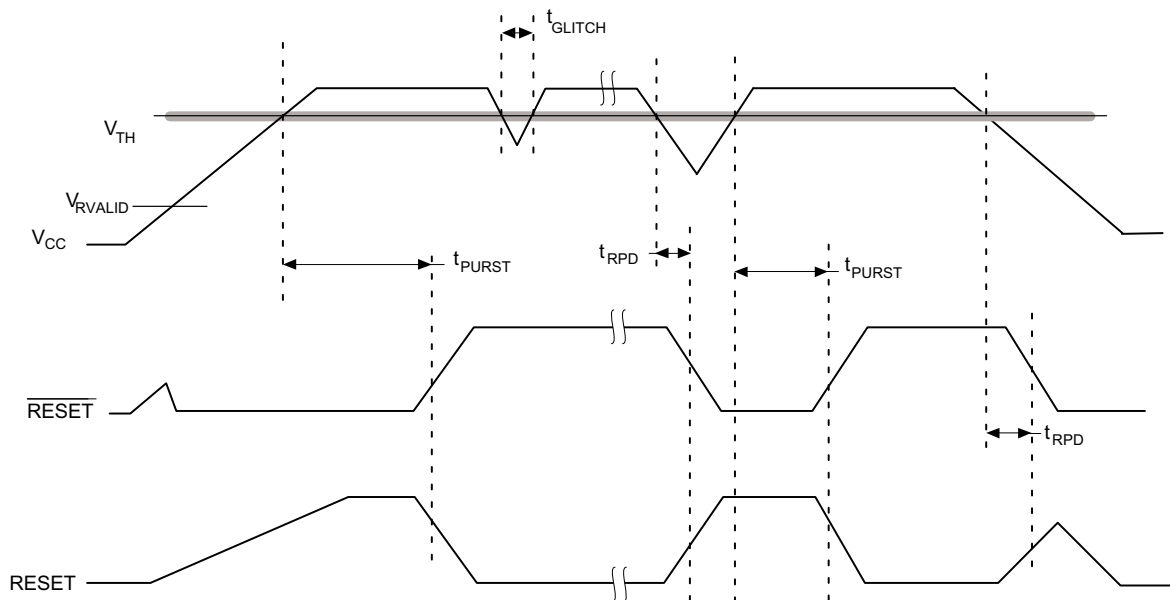 tGLITCH
VTH
VRVALID
VCC
tPURST
tRPD
tPURST
RESET
tRPD
RESET